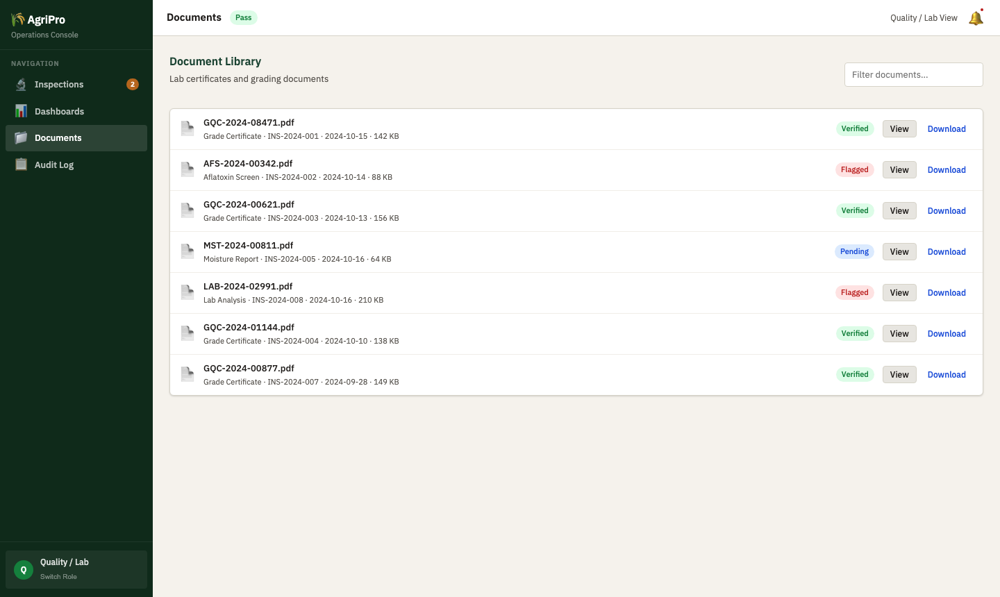 AgriPro
Operations Console
NAVIGATION
Inspections 2
Dashboards
Documents
Audit Log
Q
Quality / Lab
Switch Role
Documents Pass
Quality / Lab View
Document Library
Lab certificates and grading documents
Filter documents...
GQC-2024-08471.pdf
Grade Certificate · INS-2024-001 · 2024-10-15 · 142 KB
Verified View Download
AFS-2024-00342.pdf
Aflatoxin Screen · INS-2024-002 · 2024-10-14 · 88 KB
Flagged View Download
GQC-2024-00621.pdf
Grade Certificate · INS-2024-003 · 2024-10-13 · 156 KB
Verified View Download
MST-2024-00811.pdf
Moisture Report · INS-2024-005 · 2024-10-16 · 64 KB
Pending View Download
LAB-2024-02991.pdf
Lab Analysis · INS-2024-008 · 2024-10-16 · 210 KB
Flagged View Download
GQC-2024-01144.pdf
Grade Certificate · INS-2024-004 · 2024-10-10 · 138 KB
Verified View Download
GQC-2024-00877.pdf
Grade Certificate · INS-2024-007 · 2024-09-28 · 149 KB
Verified View Download